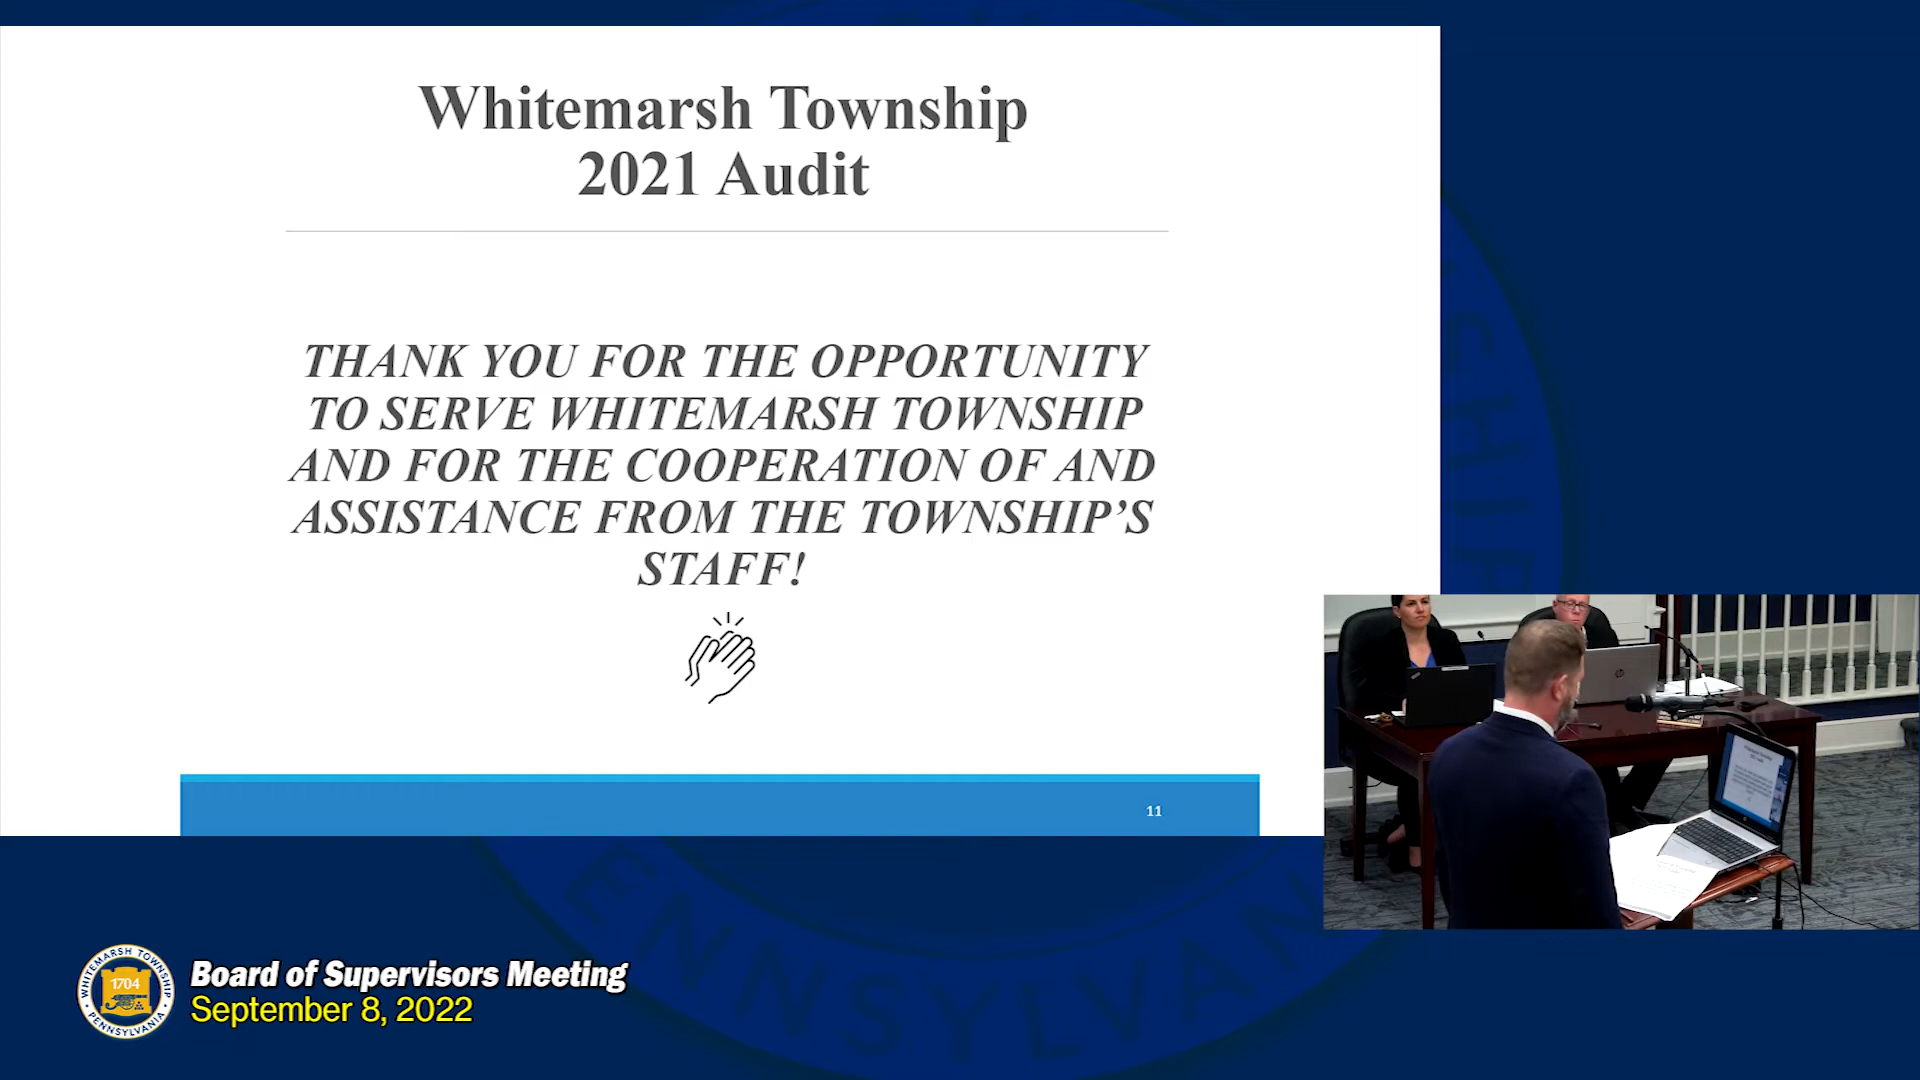 Whitemarsh Township
2021 Audit
THANK YOU FOR THE OPPORTUNITY
TO SERVE WHITEMARSH TOWNSHIP
AND FOR THE COOPERATION OF AND
ASSISTANCE FROM THE TOWNSHIP’S
STAFF!
11
WHITEMARSH TOWNSHIP
1704
PENNSYLVANIA
Board of Supervisors Meeting
September 8, 2022